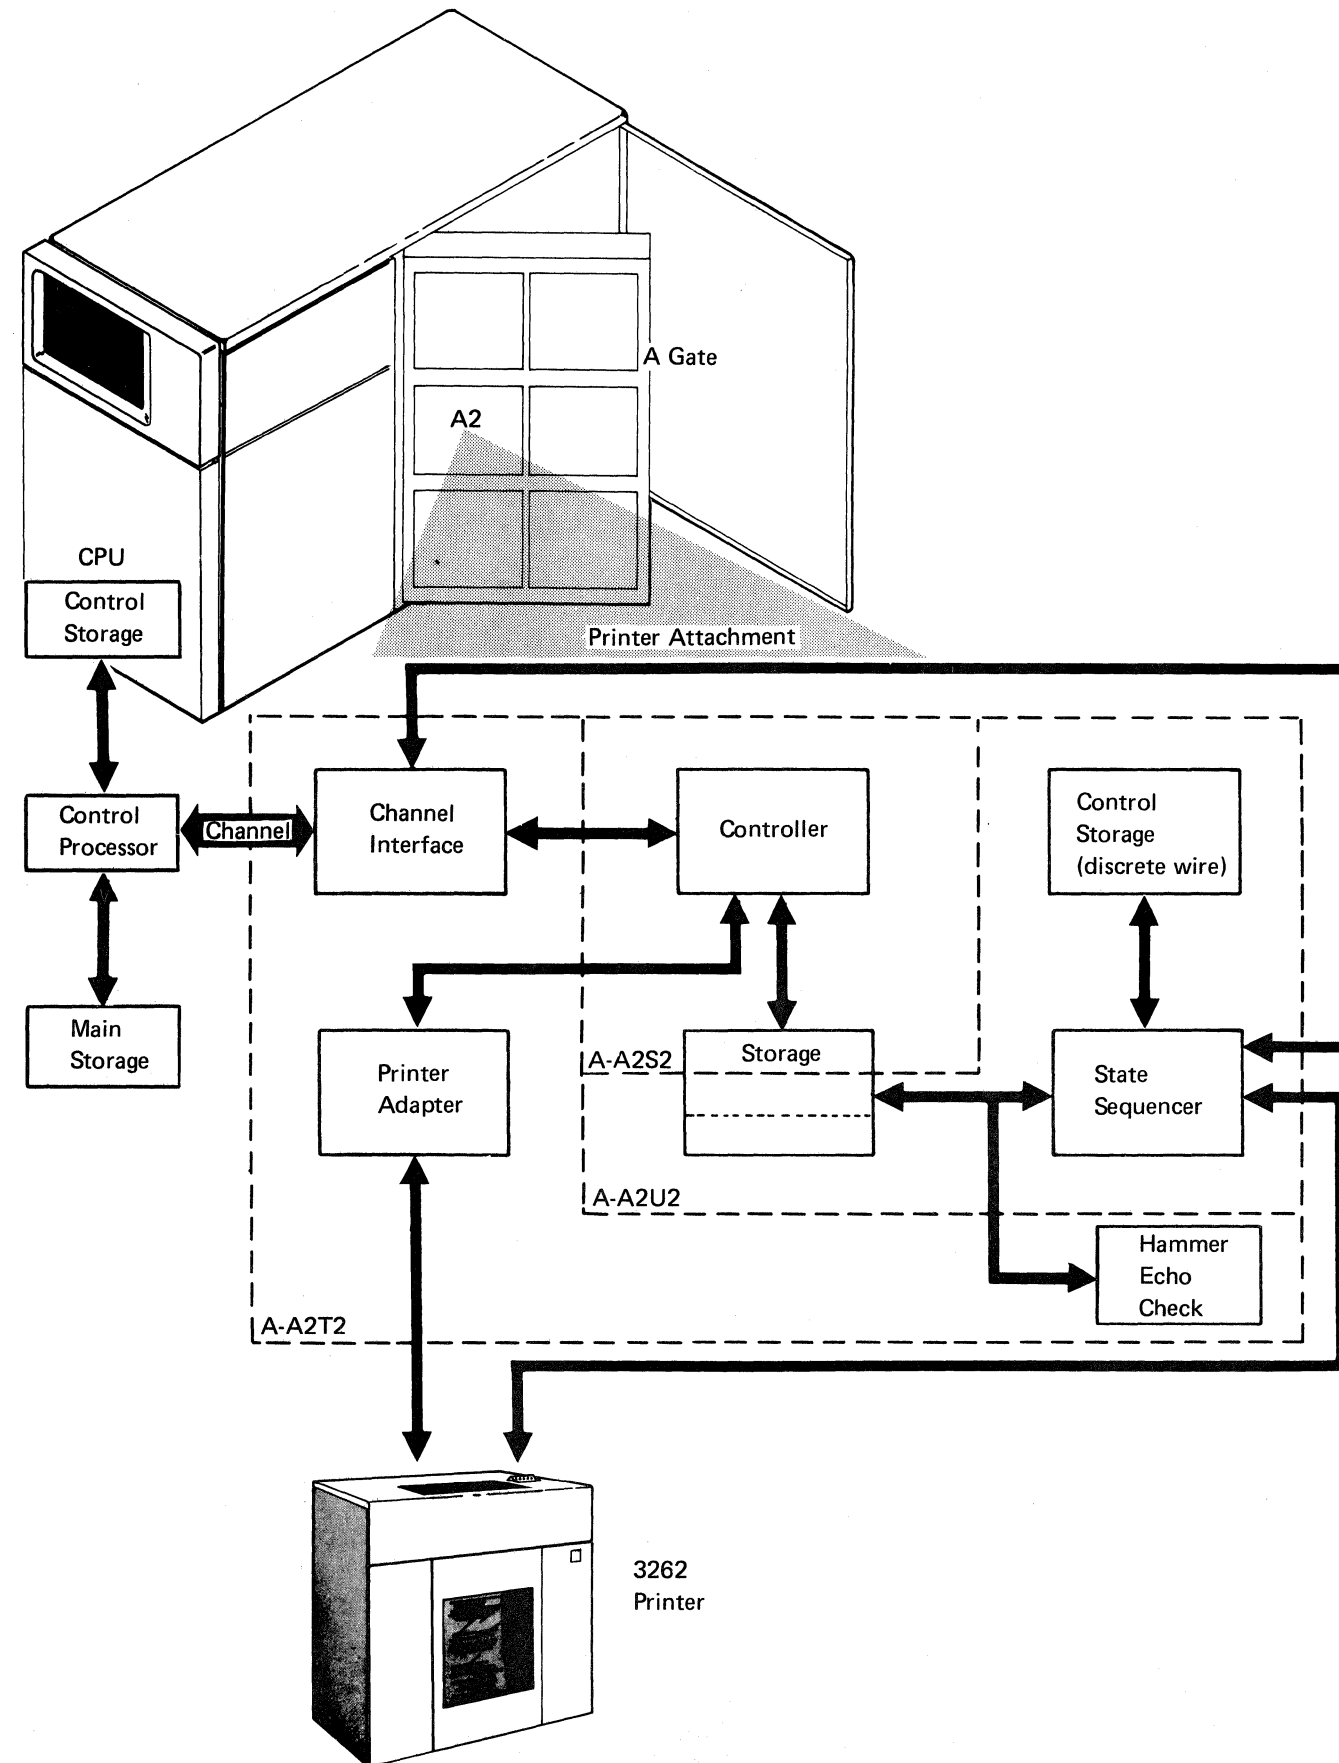 A Gate
A2
CPU
Control
Storage
Printer Attachment
Control
Processor
Channel
Channel
Interface
Controller
Control
Storage
(discrete wire)
Main
Storage
Printer
Adapter
A-A2S2
Storage
State
Sequencer
A-A2U2
Hammer
Echo
Check
A-A2T2
3262
Printer